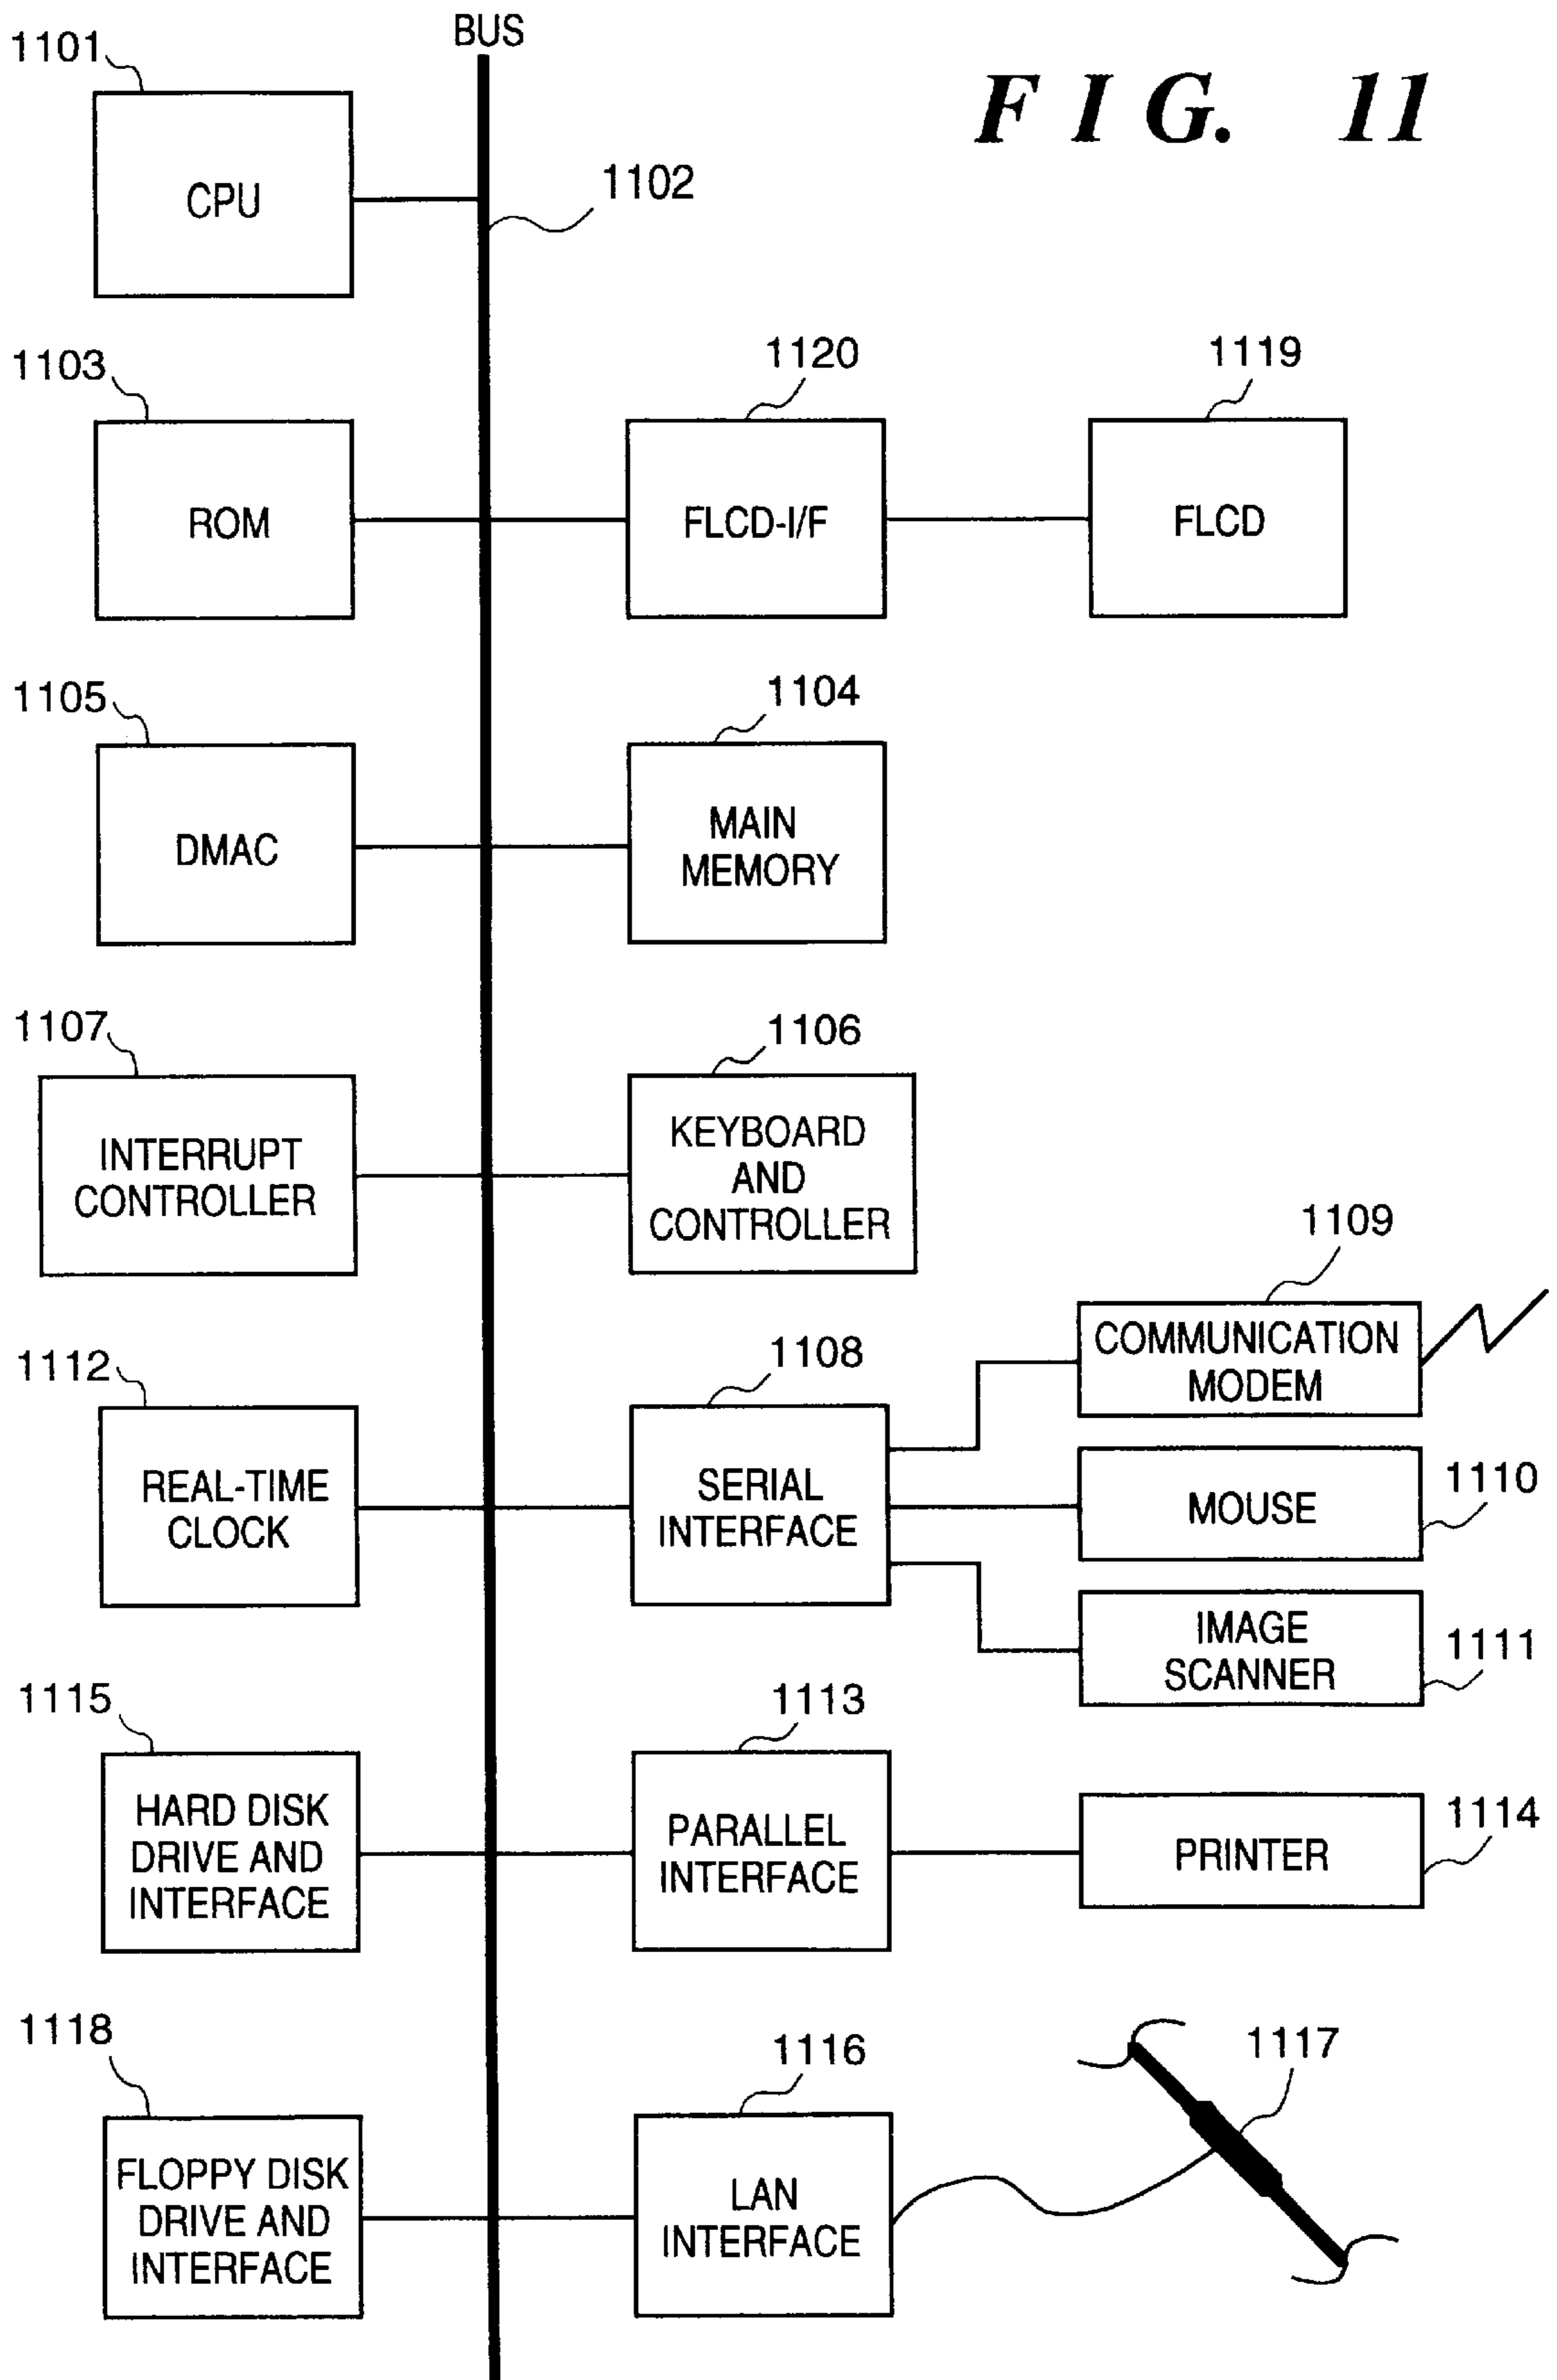 BUS
1101
F I G. 11
CPU
1102
1103
1120
1119
ROM
FLCD-I/F
FLCD
1105
1104
DMAC
MAIN
MEMORY
1107
1106
INTERRUPT
CONTROLLER
KEYBOARD
AND
CONTROLLER
1109
COMMUNICATION
MODEM
1112
1108
REAL-TIME
CLOCK
SERIAL
INTERFACE
MOUSE
1110
IMAGE
SCANNER
1111
1115
1113
HARD DISK
DRIVE AND
INTERFACE
PARALLEL
INTERFACE
PRINTER
1114
1118
1116
1117
FLOPPY DISK
DRIVE AND
INTERFACE
LAN
INTERFACE